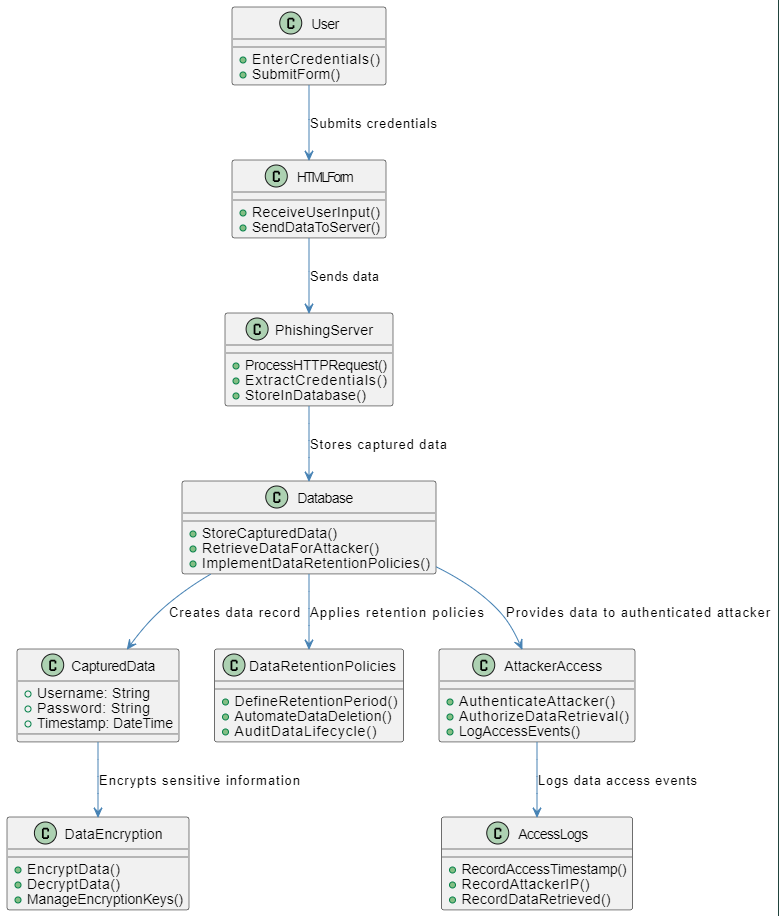 C User
EnterCredentials()
SubmitForm()
Submits credentials
C HTMLForm
ReceiveUserInput()
SendDataToServer()
Sends data
C PhishingServer
ProcessHTTPRequest()
ExtractCredentials()
StoreInDatabase()
Stores captured data
C Database
StoreCapturedData()
RetrieveDataForAttacker()
ImplementDataRetentionPolicies()
Creates data record
Applies retention policies
Provides data to authenticated attacker
C CapturedData
Username: String
Password: String
Timestamp: DateTime
C DataRetentionPolicies
DefineRetentionPeriod()
AutomateDataDeletion()
AuditDataLifecycle()
C AttackerAccess
AuthenticateAttacker()
AuthorizeDataRetrieval()
LogAccessEvents()
Encrypts sensitive information
Logs data access events
C DataEncryption
EncryptData()
DecryptData()
ManageEncryptionKeys()
C AccessLogs
RecordAccessTimestamp()
RecordAttackerIP()
RecordDataRetrieved()